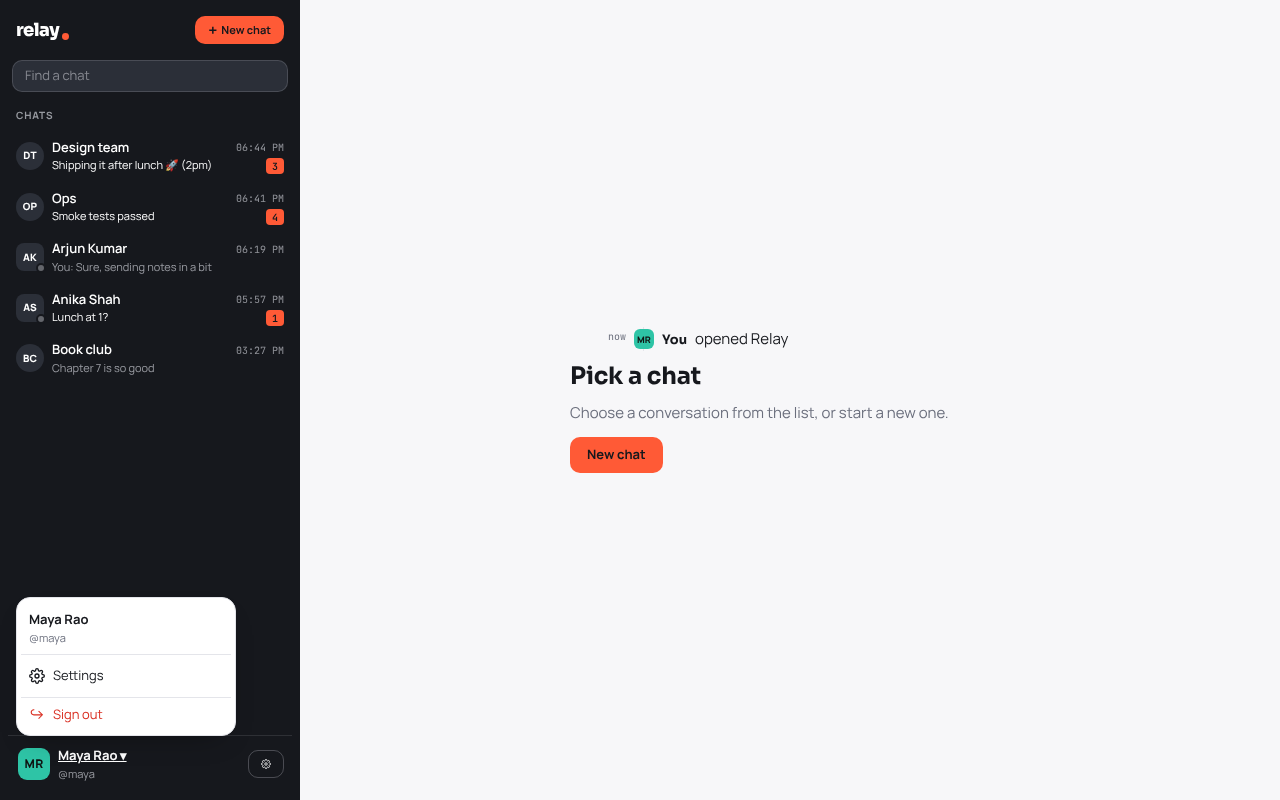 relay.
+ New chat
Find a chat
CHATS
DT Design team 06:44 PM
Shipping it after lunch 🚀 (2pm) 3
OP Ops 06:41 PM
Smoke tests passed 4
AK Arjun Kumar 06:19 PM
You: Sure, sending notes in a bit
AS Anika Shah 05:57 PM
Lunch at 1? 1
BC Book club 03:27 PM
Chapter 7 is so good
Maya Rao
@maya
Settings
Sign out
MR Maya Rao ▾
@maya
now MR You opened Relay
Pick a chat
Choose a conversation from the list, or start a new one.
New chat